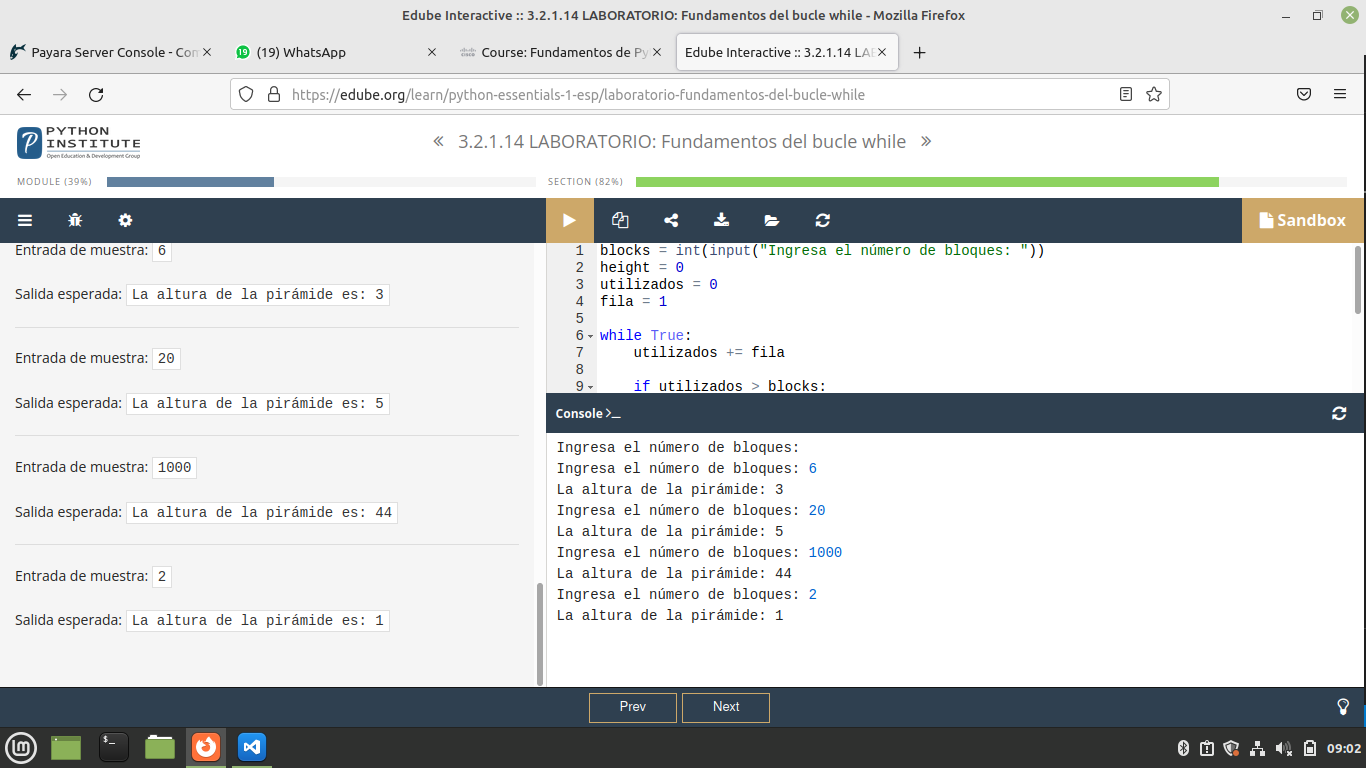 Edube Interactive :: 3.2.1.14 LABORATORIO: Fundamentos del bucle while - Mozilla Firefox
Payara Server Console - Con
(19) WhatsApp
Course: Fundamentos de Py
Edube Interactive :: 3.2.1.14 LA
https://edube.org/learn/python-essentials-1-esp/laboratorio-fundamentos-del-bucle-while
PYTHON
INSTITUTE
Open Education & Development Group
« 3.2.1.14 LABORATORIO: Fundamentos del bucle while »
MODULE (39%)
SECTION (82%)
Sandbox
Entrada de muestra: 6
Salida esperada: La altura de la pirámide es: 3
Entrada de muestra: 20
Salida esperada: La altura de la pirámide es: 5
Entrada de muestra: 1000
Salida esperada: La altura de la pirámide es: 44
Entrada de muestra: 2
Salida esperada: La altura de la pirámide es: 1
1 blocks = int(input("Ingresa el número de bloques: "))
2 height = 0
3 utilizados = 0
4 fila = 1
5
6 while True:
7     utilizados += fila
8
9     if utilizados > blocks:
Console >_
Ingresa el número de bloques:
Ingresa el número de bloques: 6
La altura de la pirámide: 3
Ingresa el número de bloques: 20
La altura de la pirámide: 5
Ingresa el número de bloques: 1000
La altura de la pirámide: 44
Ingresa el número de bloques: 2
La altura de la pirámide: 1
Prev
Next
09:02